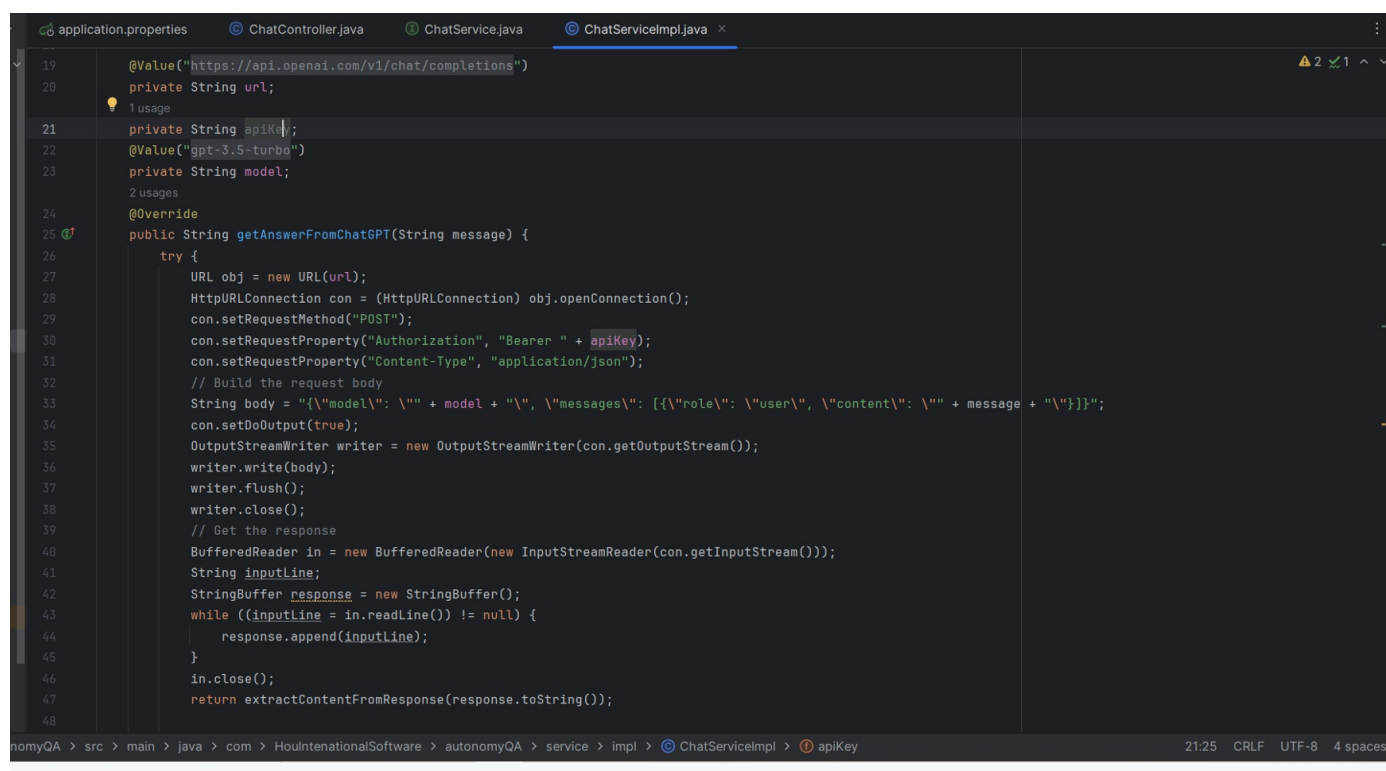 application.properties ChatController.java ChatService.java ChatServiceImpl.java ×
19 @Value("https://api.openai.com/v1/chat/completions") 2 1
20 private String url;
1 usage
21 private String apiKey;
22 @Value("gpt-3.5-turbo")
23 private String model;
2 usages
24 @Override
25 public String getAnswerFromChatGPT(String message) {
26 try {
27 URL obj = new URL(url);
28 HttpURLConnection con = (HttpURLConnection) obj.openConnection();
29 con.setRequestMethod("POST");
30 con.setRequestProperty("Authorization", "Bearer " + apiKey);
31 con.setRequestProperty("Content-Type", "application/json");
32 // Build the request body
33 String body = "{\"model\": \"" + model + "\", \"messages\": [{\"role\": \"user\", \"content\": \"" + message + "\"}]}";
34 con.setDoOutput(true);
35 OutputStreamWriter writer = new OutputStreamWriter(con.getOutputStream());
36 writer.write(body);
37 writer.flush();
38 writer.close();
39 // Get the response
40 BufferedReader in = new BufferedReader(new InputStreamReader(con.getInputStream()));
41 String inputLine;
42 StringBuffer response = new StringBuffer();
43 while ((inputLine = in.readLine()) != null) {
44 response.append(inputLine);
45 }
46 in.close();
47 return extractContentFromResponse(response.toString());
48
nomyQA > src > main > java > com > HouIntenationalSoftware > autonomyQA > service > impl > ChatServiceImpl > apiKey 21:25 CRLF UTF-8 4 spaces